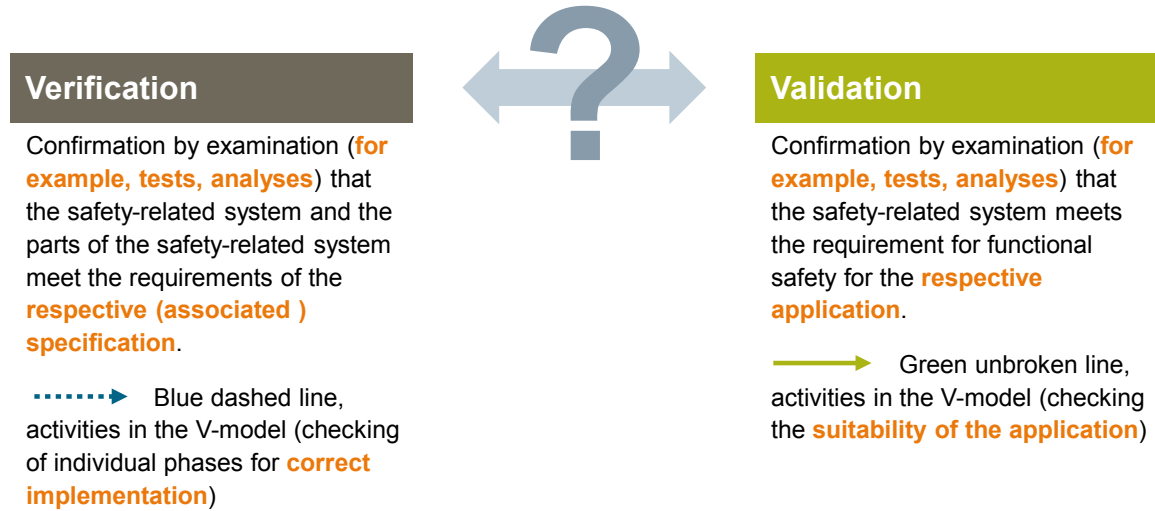 ?
Verification
Confirmation by examination (for
example, tests, analyses) that
the safety-related system and the
parts of the safety-related system
meet the requirements of the
respective (associated )
specification.
Blue dashed line,
activities in the V-model (checking
of individual phases for correct
implementation)
Validation
Confirmation by examination (for
example, tests, analyses) that
the safety-related system meets
the requirement for functional
safety for the respective
application.
Green unbroken line,
activities in the V-model (checking
the suitability of the application)